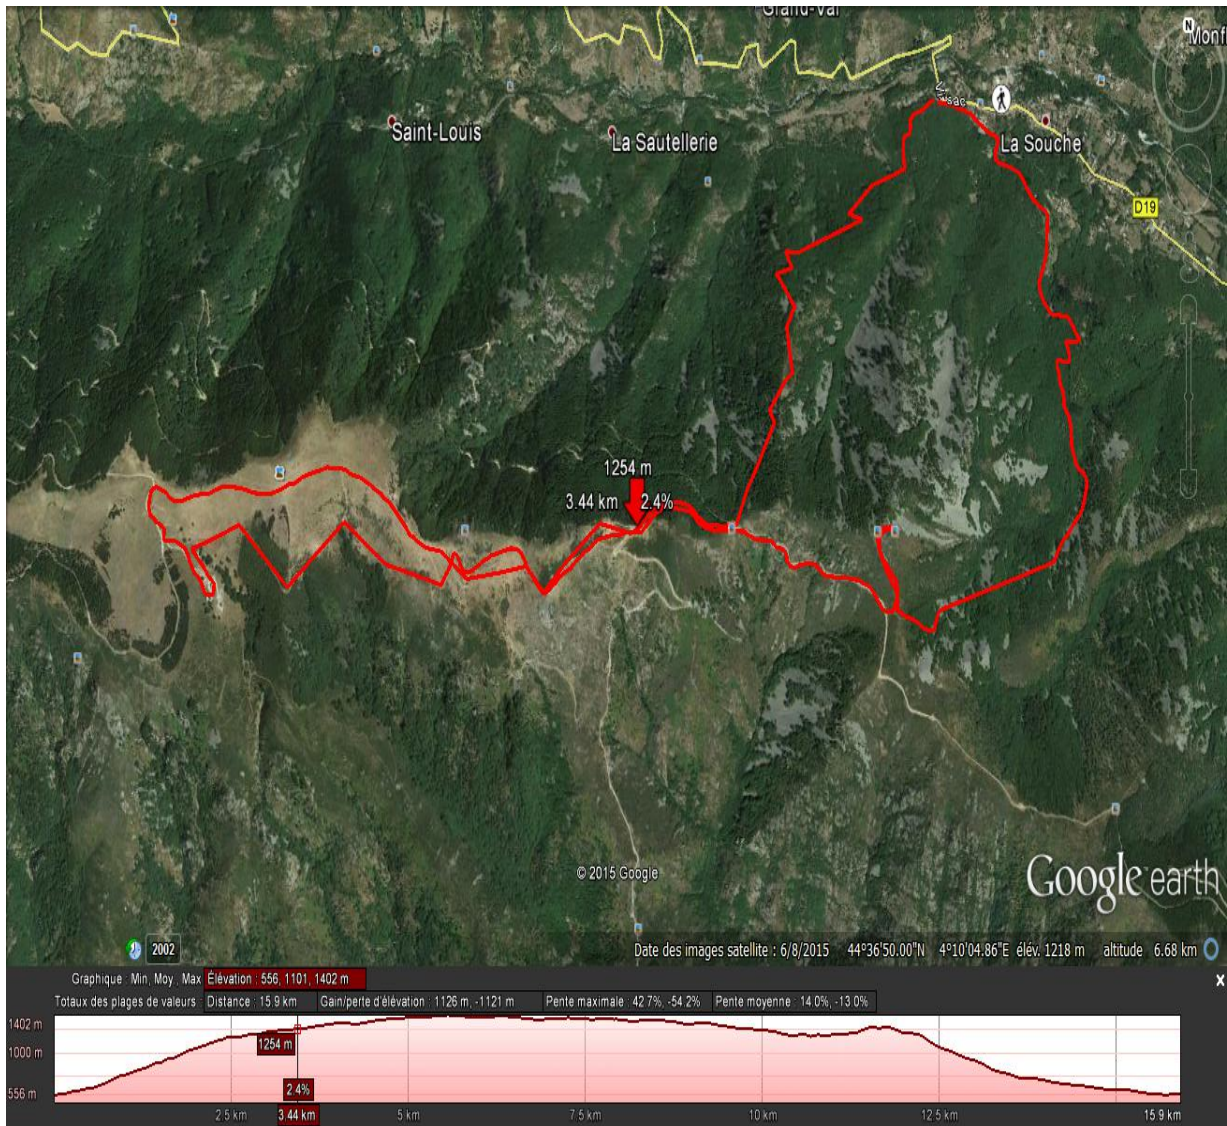 Grand-Val
N
Saint-Louis
La Sautellerie
La Souche
D19
1254 m
3.44 km 2.4%
© 2015 Google
Google earth
2002
Date des images satellite : 6/8/2015 44°36'50.00"N 4°10'04.86"E élév. 1218 m altitude 6.68 km
Graphique : Min, Moy., Max Élévation : 556, 1101, 1402 m
x
Totaux des plages de valeurs : Distance : 15.9 km Gain/perte d'élévation : 1126 m, -1121 m Pente maximale : 42.7%, -54.2% Pente moyenne : 14.0%, -13.0%
1402 m
1254 m
1000 m
556 m
2.4%
2.5 km 3.44 km 5 km 7.5 km 10 km 12.5 km 15.9 km